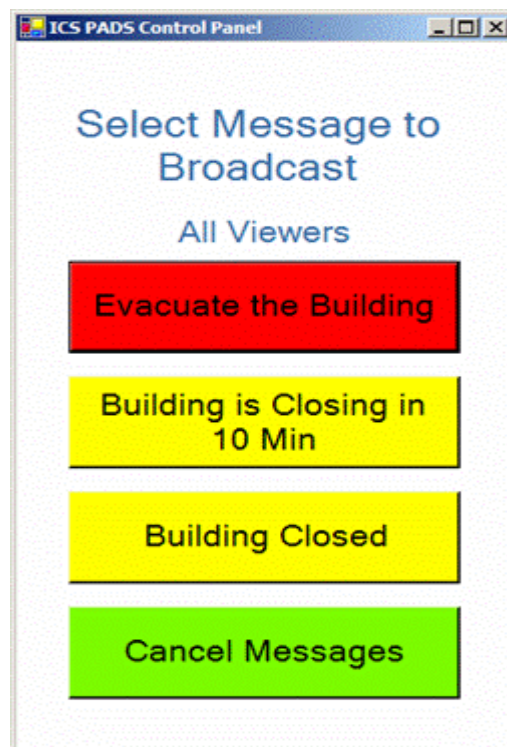 ICS PADS Control Panel
Select Message to
Broadcast
All Viewers
Evacuate the Building
Building is Closing in
10 Min
Building Closed
Cancel Messages